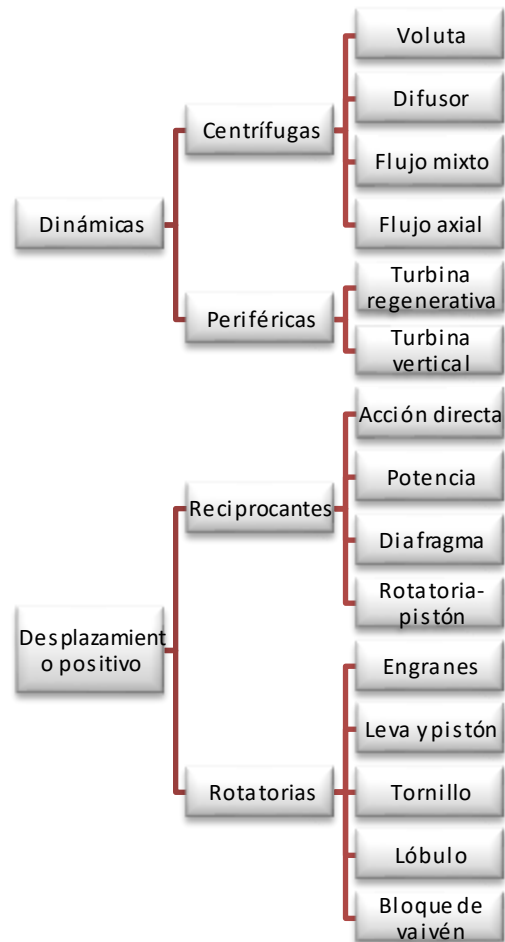 Dinámicas
Centrífugas
Voluta
Difusor
Flujo mixto
Flujo axial
Periféricas
Turbina
regenerativa
Turbina
vertical
Desplazamient
o positivo
Reciprocantes
Acción directa
Potencia
Diafragma
Rotatoria-
pistón
Rotatorias
Engranes
Leva y pistón
Tornillo
Lóbulo
Bloque de
vaivén